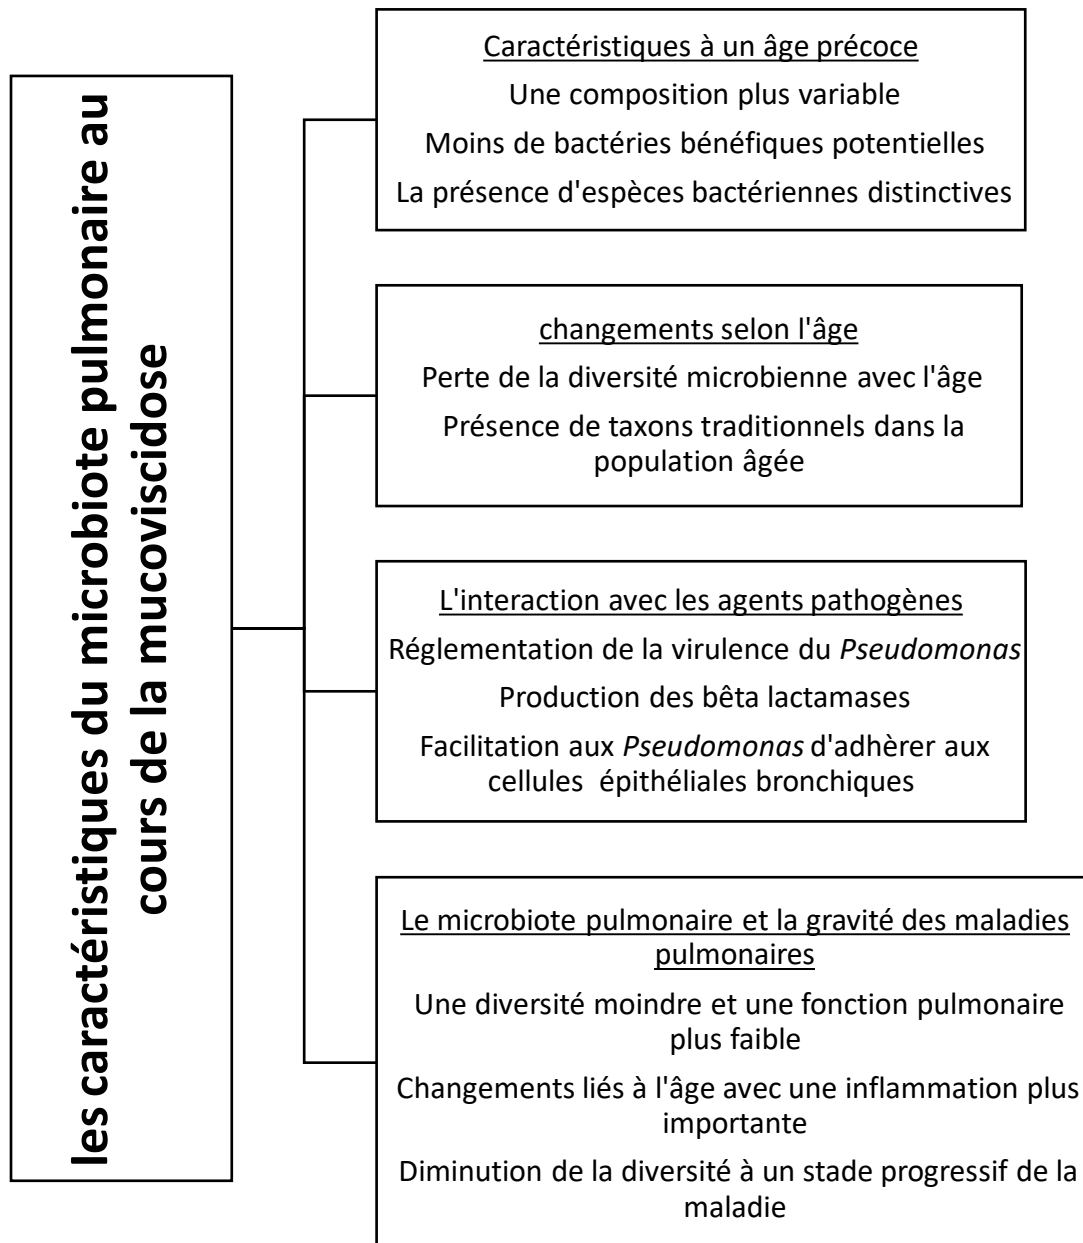 les caractéristiques du microbiote pulmonaire au
cours de la mucoviscidose
Caractéristiques à un âge précoce
Une composition plus variable
Moins de bactéries bénéfiques potentielles
La présence d'espèces bactériennes distinctives
changements selon l'âge
Perte de la diversité microbienne avec l'âge
Présence de taxons traditionnels dans la
population âgée
L'interaction avec les agents pathogènes
Réglementation de la virulence du Pseudomonas
Production des bêta lactamases
Facilitation aux Pseudomonas d'adhèrer aux
cellules épithéliales bronchiques
Le microbiote pulmonaire et la gravité des maladies
pulmonaires
Une diversité moindre et une fonction pulmonaire
plus faible
Changements liés à l'âge avec une inflammation plus
importante
Diminution de la diversité à un stade progressif de la
maladie